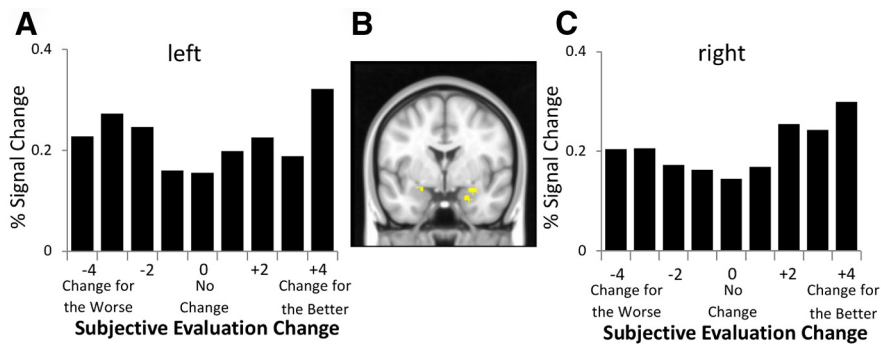 A
left
0.4
0.2
0
% Signal Change
-4 -2 0 +2 +4
Change for No Change for
the Worse Change the Better
Subjective Evaluation Change
B
C
right
0.4
0.2
0
% Signal Change
-4 -2 0 +2 +4
Change for No Change for
the Worse Change the Better
Subjective Evaluation Change